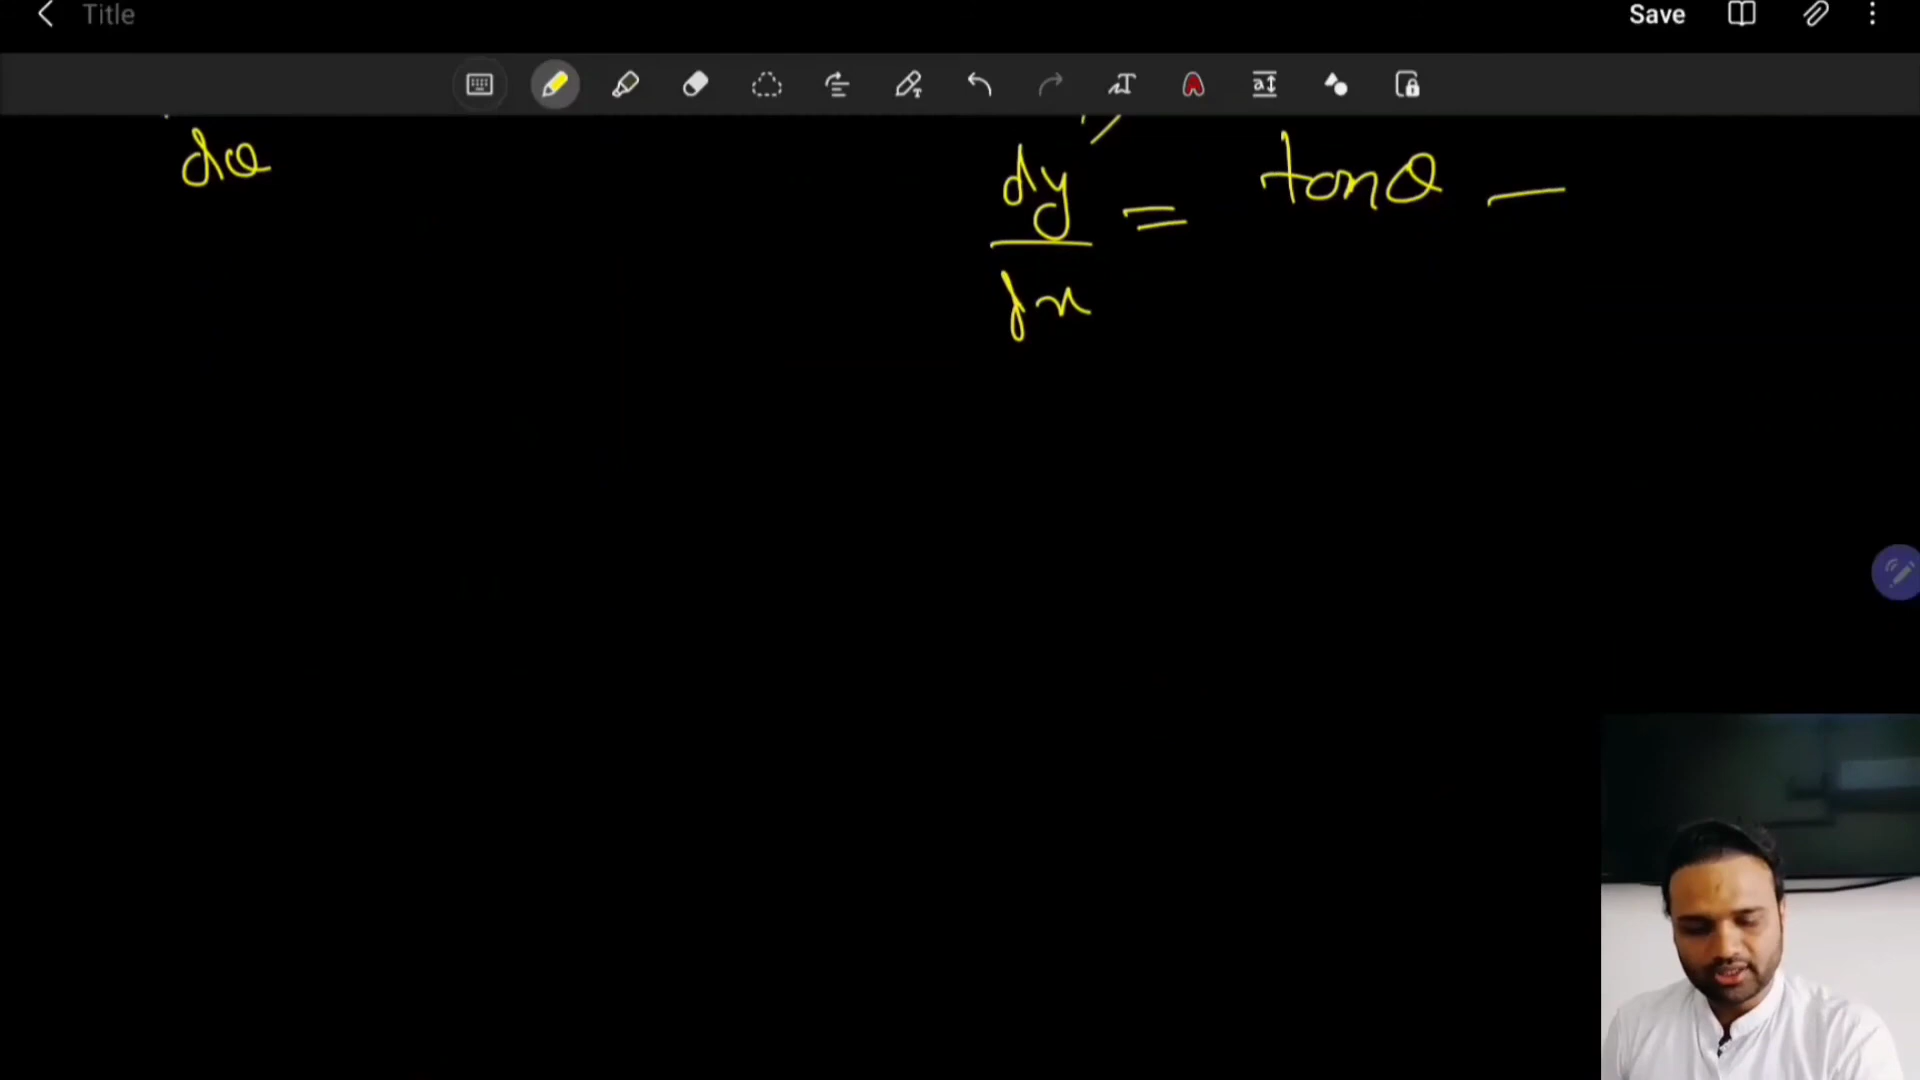 Title Save
dθ
dy = tanθ —
dx